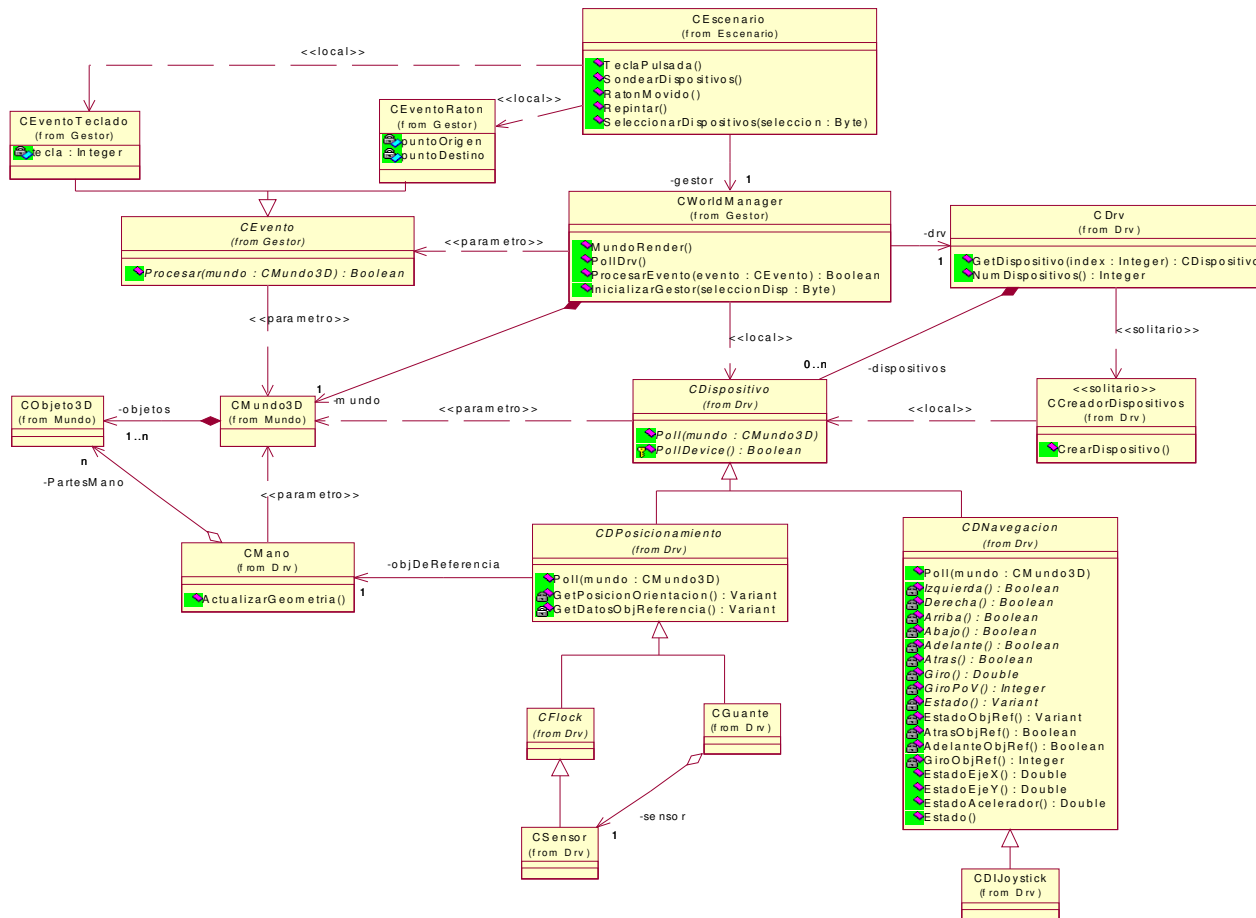 CEscenario
(from Escenario)
TeclaPulsada()
SondearDispositivos()
RatonMovido()
Repintar()
SeleccionarDispositivos(seleccion : Byte)
<<local>>
<<local>>
CEventoTeclado
(from Gestor)
tecla : Integer
CEventoRaton
(from Gestor)
puntoOrigen
puntoDestino
-gestor
1
CEvento
(from Gestor)
Procesar(mundo : CMundo3D) : Boolean
<<parametro>>
CWorldManager
(from Gestor)
MundoRender()
PollDrv()
ProcesarEvento(evento : CEvento) : Boolean
InicializarGestor(seleccionDisp : Byte)
-drv
1
CDrv
(from Drv)
GetDispositivo(index : Integer) : CDispositivo
NumDispositivos() : Integer
<<parametro>>
<<local>>
<<solitario>>
0..n
-dispositivos
1
-mundo
CObjeto3D
(from Mundo)
-objetos
1..n
CMundo3D
(from Mundo)
<<parametro>>
CDispositivo
(from Drv)
Poll(mundo : CMundo3D)
PollDevice() : Boolean
<<local>>
<<solitario>>
CCreadorDispositivos
(from Drv)
CrearDispositivo()
n
-PartesMano
<<parametro>>
CMano
(from Drv)
ActualizarGeometria()
-objDeReferencia
1
CDPosicionamiento
(from Drv)
Poll(mundo : CMundo3D)
GetPosicionOrientacion() : Variant
GetDatosObjReferencia() : Variant
CDNavegacion
(from Drv)
Poll(mundo : CMundo3D)
Izquierda() : Boolean
Derecha() : Boolean
Arriba() : Boolean
Abajo() : Boolean
Adelante() : Boolean
Atras() : Boolean
Giro() : Double
GiroPoV() : Integer
Estado() : Variant
EstadoObjRef() : Variant
AtrasObjRef() : Boolean
AdelanteObjRef() : Boolean
GiroObjRef() : Integer
EstadoEjeX() : Double
EstadoEjeY() : Double
EstadoAcelerador() : Double
Estado()
CFlock
(from Drv)
CGuante
(from Drv)
-sensor
1
CSensor
(from Drv)
CDIJoystick
(from Drv)